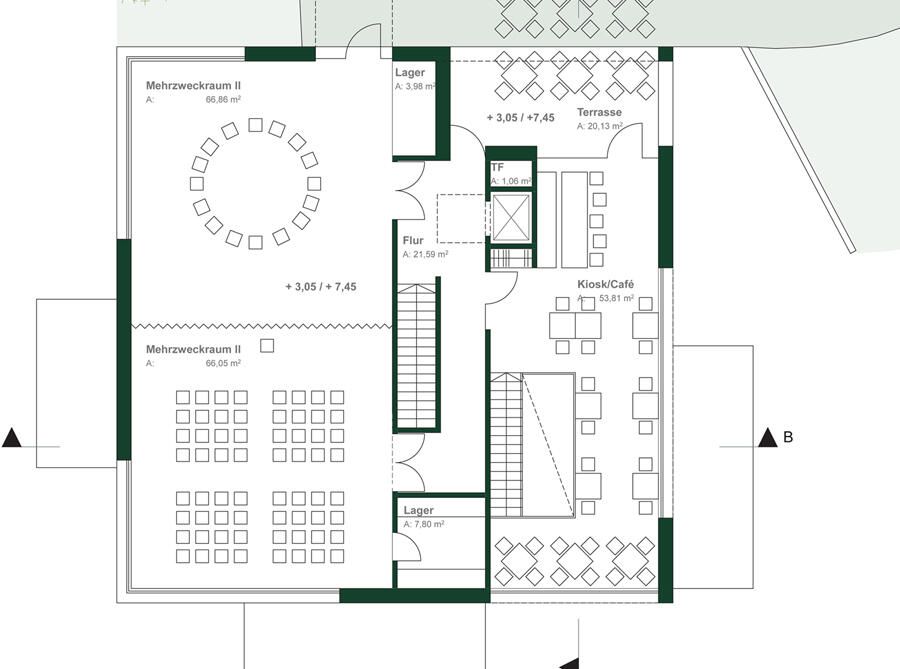 Mehrzweckraum II
A: 66,86 m²
Lager
A: 3,98 m²
+ 3,05 / +7,45
Terrasse
A: 20,13 m²
TF
A: 1,06 m²
Flur
A: 21,59 m²
+ 3,05 / + 7,45
Kiosk/Café
A: 53,81 m²
Mehrzweckraum II
A: 66,05 m²
B
Lager
A: 7,80 m²